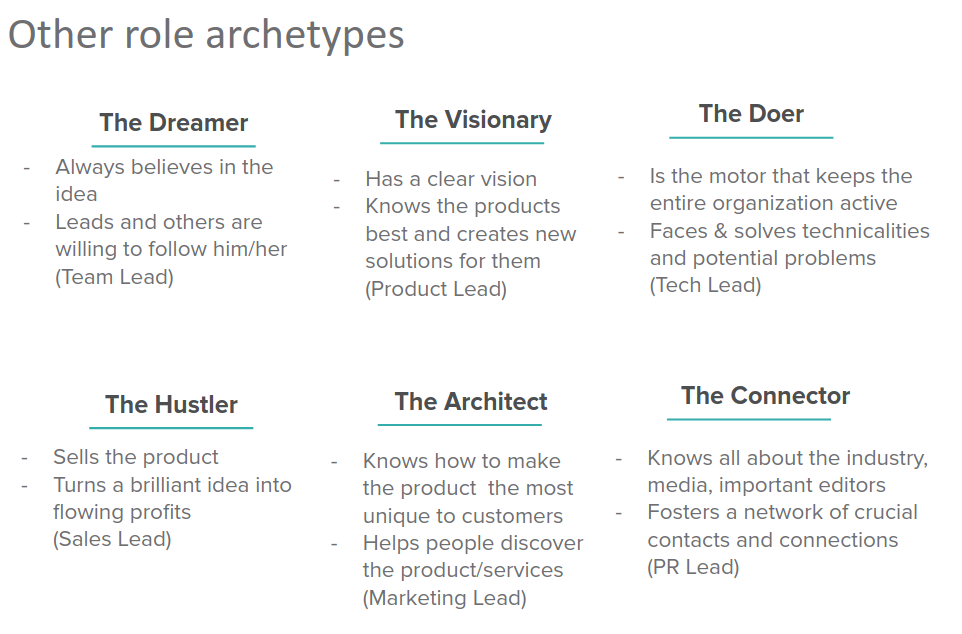 Other role archetypes
The Dreamer
- Always believes in the
idea
- Leads and others are
willing to follow him/her
(Team Lead)
The Visionary
- Has a clear vision
- Knows the products
best and creates new
solutions for them
(Product Lead)
The Doer
- Is the motor that keeps the
entire organization active
- Faces & solves technicalities
and potential problems
(Tech Lead)
The Hustler
- Sells the product
- Turns a brilliant idea into
flowing profits
(Sales Lead)
The Architect
- Knows how to make
the product  the most
unique to customers
- Helps people discover
the product/services
(Marketing Lead)
The Connector
- Knows all about the industry,
media, important editors
- Fosters a network of crucial
contacts and connections
(PR Lead)